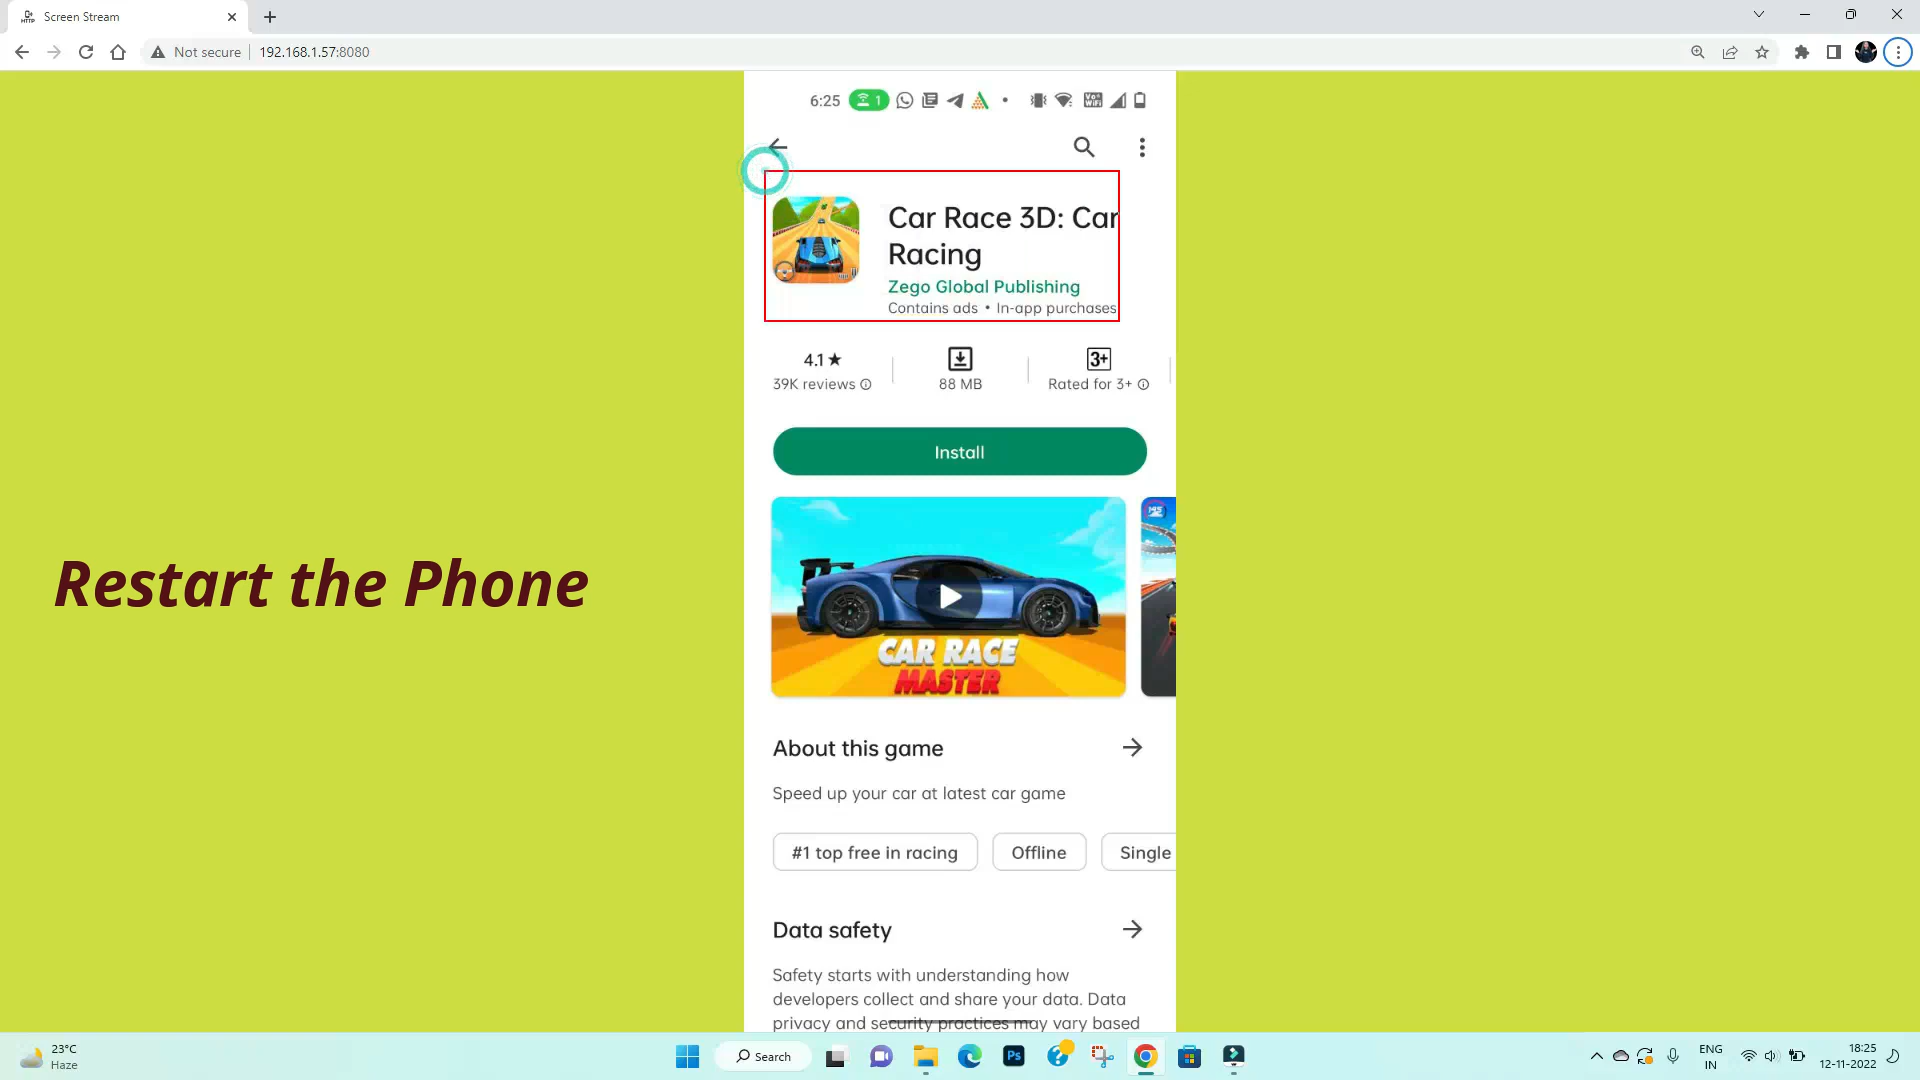 Screen Stream
Not secure
192.168.1.57:8080
6:25
1
Vo
WiFi
Car Race 3D: Car
Racing
Zego Global Publishing
Contains ads • In-app purchases
4.1★
39K reviews
88 MB
3+
Rated for 3+
Install
CAR RACE
MASTER
Restart the Phone
About this game
Speed up your car at latest car game
#1 top free in racing
Offline
Single
Data safety
Safety starts with understanding how
developers collect and share your data. Data
privacy and security practices may vary based
23°C
Haze
Search
Ps
ENG
IN
18:25
12-11-2022